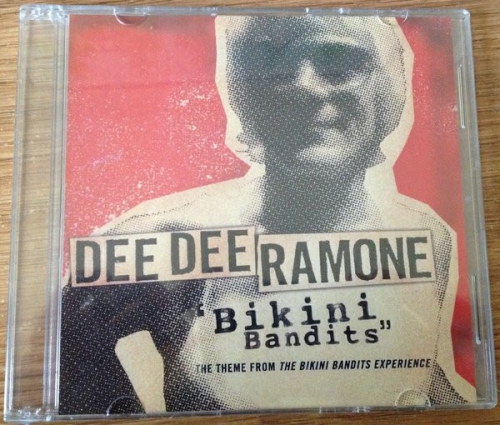 DEE DEE RAMONE
"Bikini
Bandits"
THE THEME FROM THE BIKINI BANDITS EXPERIENCE